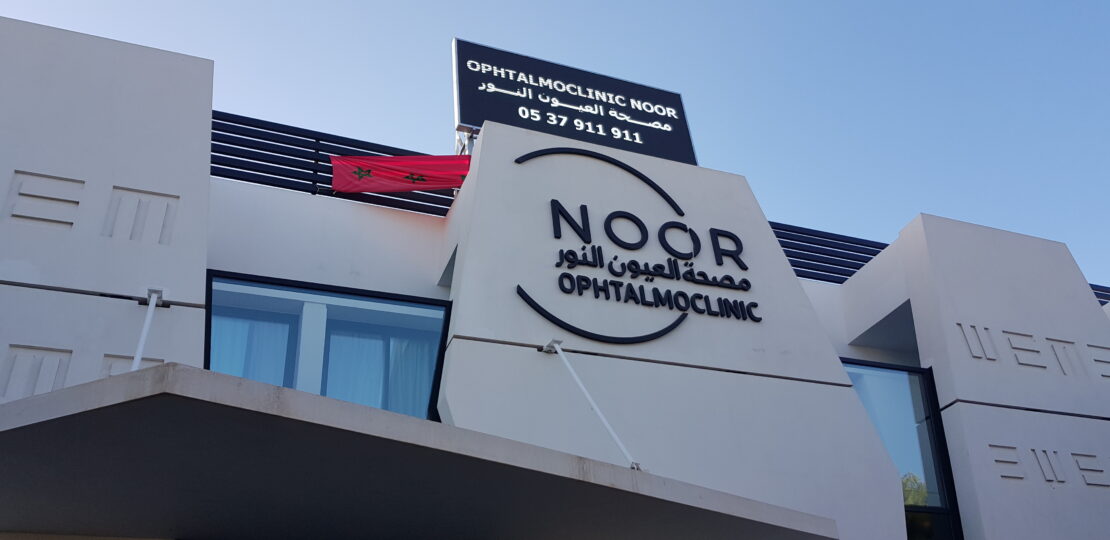 OPHTALMOCLINIC NOOR
مصحة العيون النور
05 37 911 911
NOOR
مصحة العيون النور
OPHTALMOCLINIC